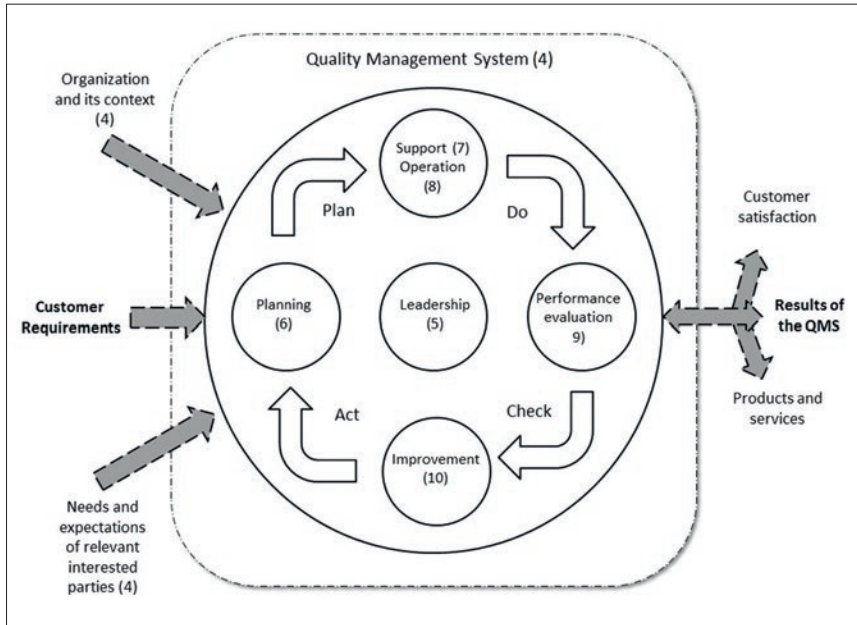 Quality Management System (4)
Organization
and its context
(4)
Support (7)
Operation
(8)
Plan
Do
Customer
satisfaction
Customer
Requirements
Planning
(6)
Leadership
(5)
Performance
evaluation
9)
Results of
the QMS
Act
Check
Products and
services
Improvement
(10)
Needs and
expectations
of relevant
interested
parties (4)